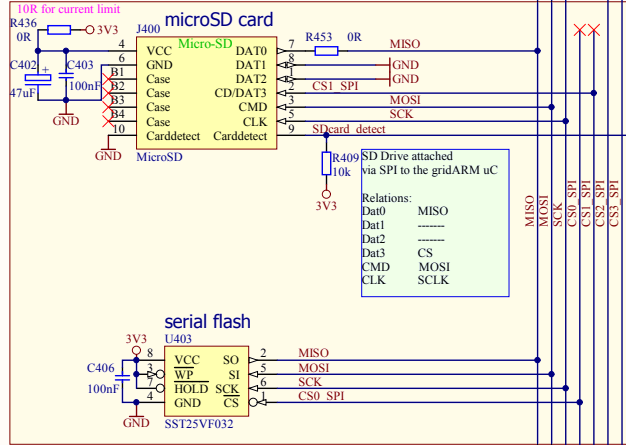 10R for current limit
R436
0R
3V3
C402
47uF
C403
100nF
GND
microSD card
J400
Micro-SD
4 VCC DAT0 7
6 GND DAT1 8
B1 Case DAT2 1
B2 Case CD/DAT3 2
B3 Case CMD 3
B4 Case CLK 5
10 Carddetect Carddetect 9
MicroSD
GND
R453 0R MISO
GND
GND
CS1_SPI
MOSI
SCK
SDcard_detect
R409
10k
3V3
SD Drive attached
via SPI to the gridARM uC
Relations:
Dat0 MISO
Dat1 -------
Dat2 -------
Dat3 CS
CMD MOSI
CLK SCLK
MISO
MOSI
SCK
CS0_SPI
CS1_SPI
CS2_SPI
CS3_SPI
serial flash
U403
3V3
C406
100nF
GND
8 VCC SO 2 MISO
3 WP SI 5 MOSI
7 HOLD SCK 6 SCK
4 GND CS 1 CS0_SPI
SST25VF032